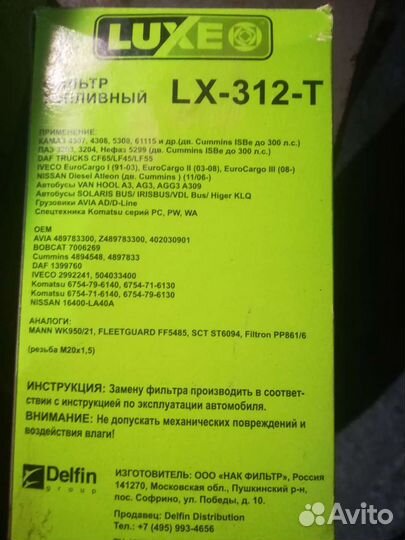 LUXE
ФИЛЬТР
ТОПЛИВНЫЙ
LX-312-T
ПРИМЕНЕНИЕ:
КАМАЗ 4307, 4308, 5308, 61115 и др.(дв. Cummins ISBe до 300 л.с.)
ПАЗ 3203, 3204, Нефаз 5299 (дв. Cummins ISBe до 300 л.с.)
DAF TRUCKS CF65/LF45/LF55
IVECO EuroCargo I (91-03), EuroCargo II (03-08), EuroCargo III (08-)
NISSAN Diesel Atleon (дв. Cummins ) (11/06-)
Автобусы VAN HOOL A3, AG3, AGG3 A309
Автобусы SOLARIS BUS/ IRISBUS/VDL Bus/ Higer KLQ
Грузовики AVIA AD/D-Line
Спецтехника Komatsu серий PC, PW, WA
OEM
AVIA 489783300, Z489783300, 402030901
BOBCAT 7006269
Cummins 4894548, 4897833
DAF 1399760
IVECO 2992241, 504033400
Komatsu 6754-79-6140, 6754-71-6130
Komatsu 6754-71-6140, 6754-79-6130
NISSAN 16400-LA40A
АНАЛОГИ:
MANN WK950/21, FLEETGUARD FF5485, SCT ST6094, Filtron PP861/6
(резьба M20x1,5)
ИНСТРУКЦИЯ: Замену фильтра производить в соответ-
ствии с инструкцией по эксплуатации автомобиля.
ВНИМАНИЕ: Не допускать механических повреждений и
воздействия влаги!
Delfin
group
ИЗГОТОВИТЕЛЬ: ООО «НАК ФИЛЬТР», Россия
141270, Московская обл., Пушкинский р-н,
пос. Софрино, ул. Победы, д. 10.
Продавец: Delfin Distribution
Тел.: +7 (495) 993-4656
Avito